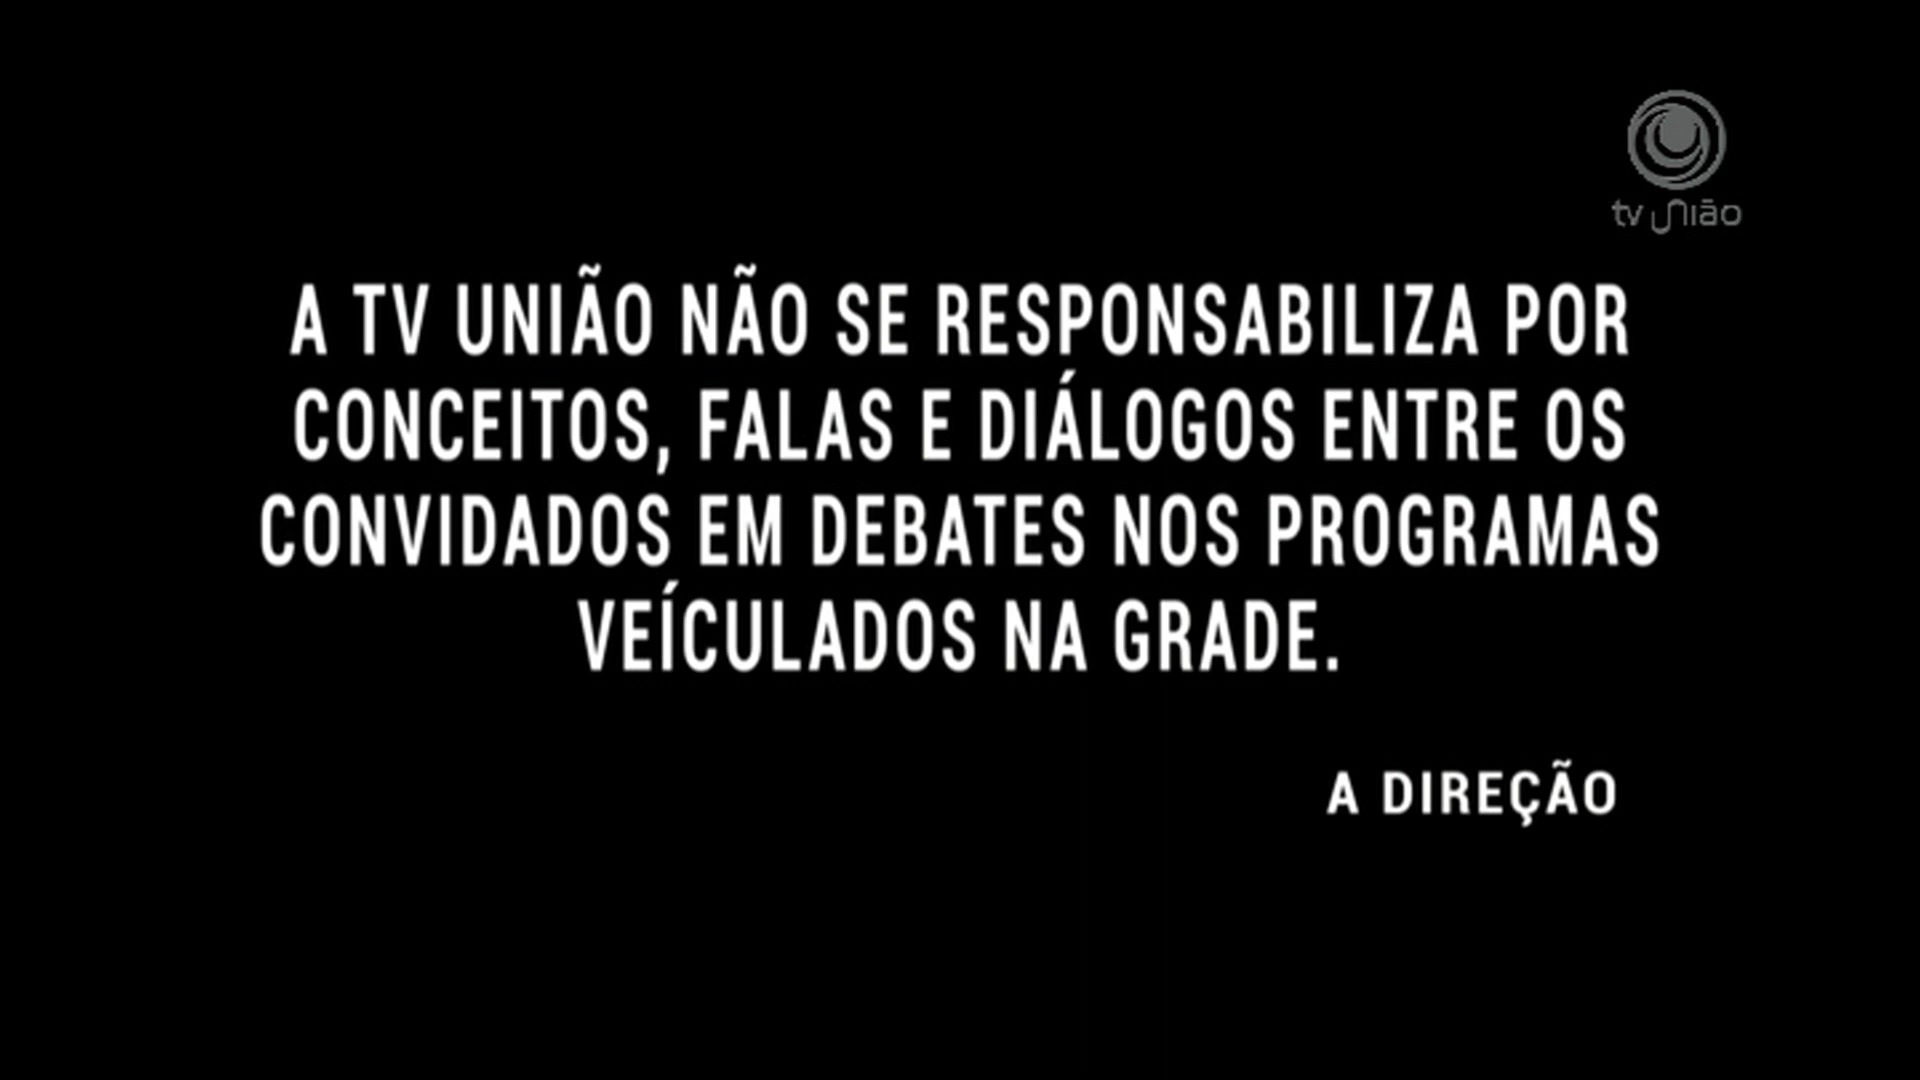 tv União
A TV UNIÃO NÃO SE RESPONSABILIZA POR
CONCEITOS, FALAS E DIÁLOGOS ENTRE OS
CONVIDADOS EM DEBATES NOS PROGRAMAS
VEÍCULADOS NA GRADE.
A DIREÇÃO